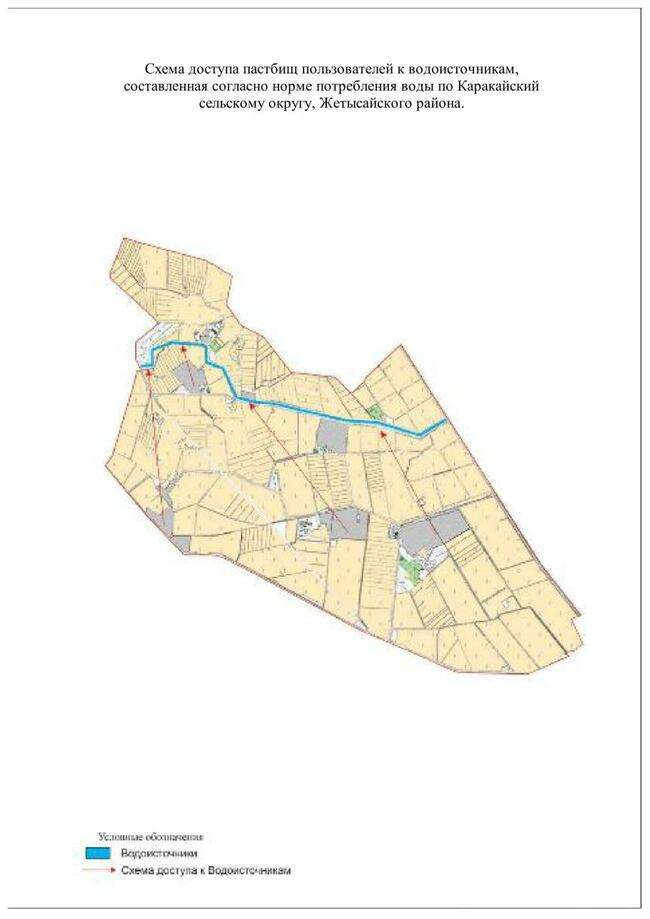 Схема доступа пастбищ пользователей к водоисточникам,
составленная согласно норме потребления воды по Каракайский
сельскому округу, Жетысайского района.
Условные обозначения
Водоисточники
Схема доступа к Водоисточникам